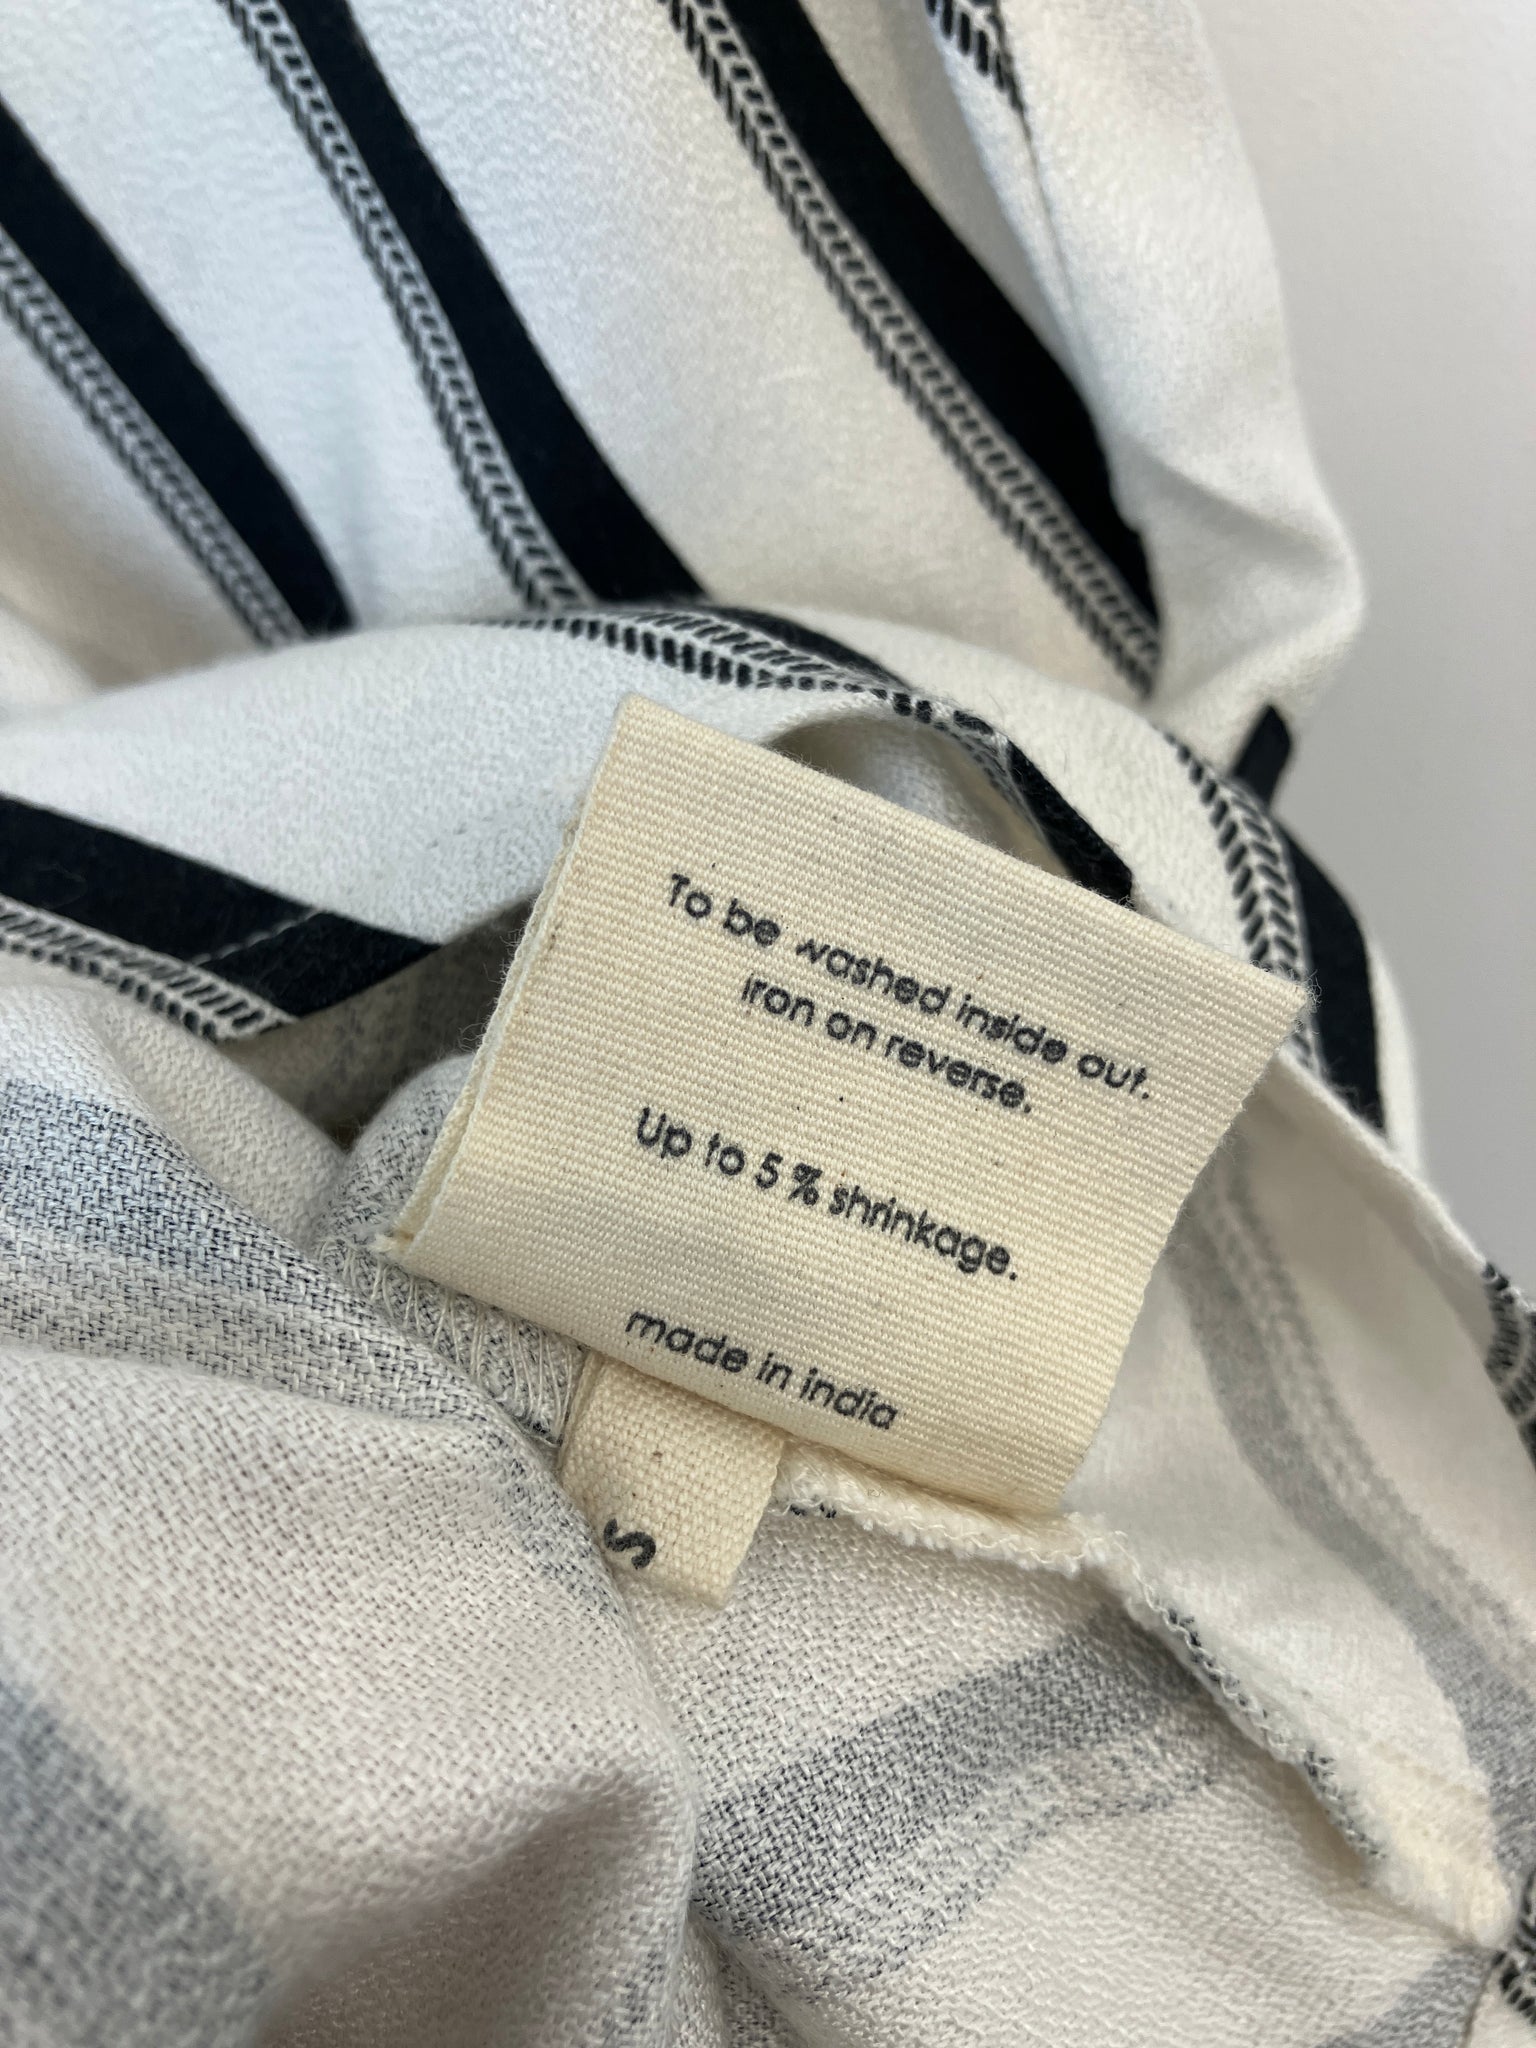 To be washed inside out.
Iron on reverse.
Up to 5 % shrinkage.
made in india
S